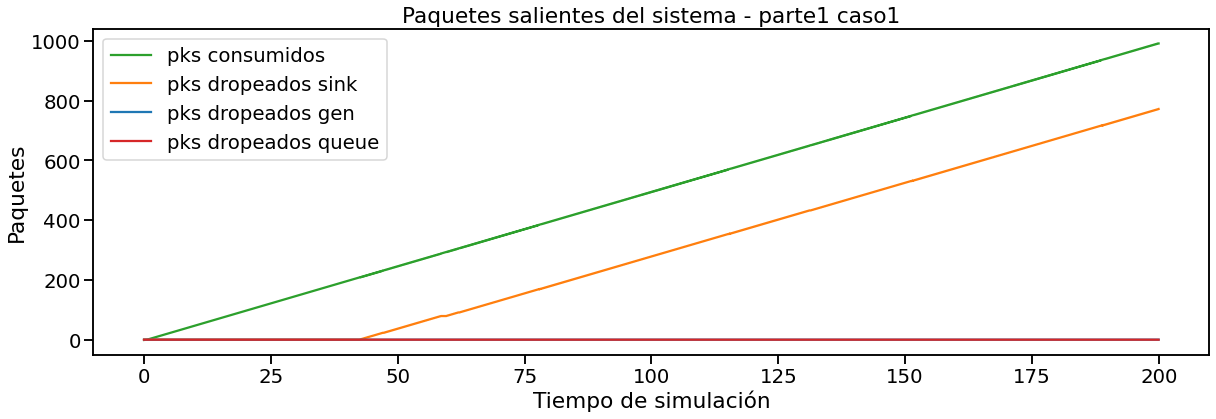 Paquetes salientes del sistema - parte1 caso1
pks consumidos
pks dropeados sink
pks dropeados gen
pks dropeados queue
Paquetes
1000
800
600
400
200
0
0 25 50 75 100 125 150 175 200
Tiempo de simulación